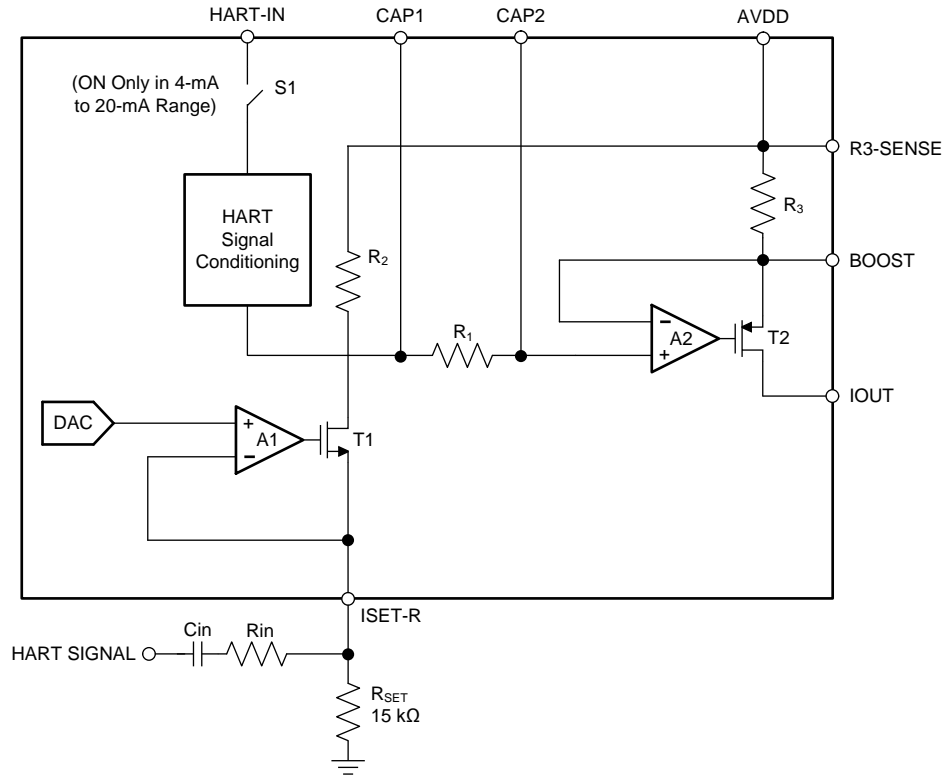 HART-IN
CAP1
CAP2
AVDD
(ON Only in 4-mA
to 20-mA Range)
S1
R3-SENSE
HART
Signal
Conditioning
R2
R3
BOOST
R1
A2
T2
IOUT
DAC
A1
T1
ISET-R
HART SIGNAL
Cin
Rin
RSET
15 kΩ
+
−
−
+